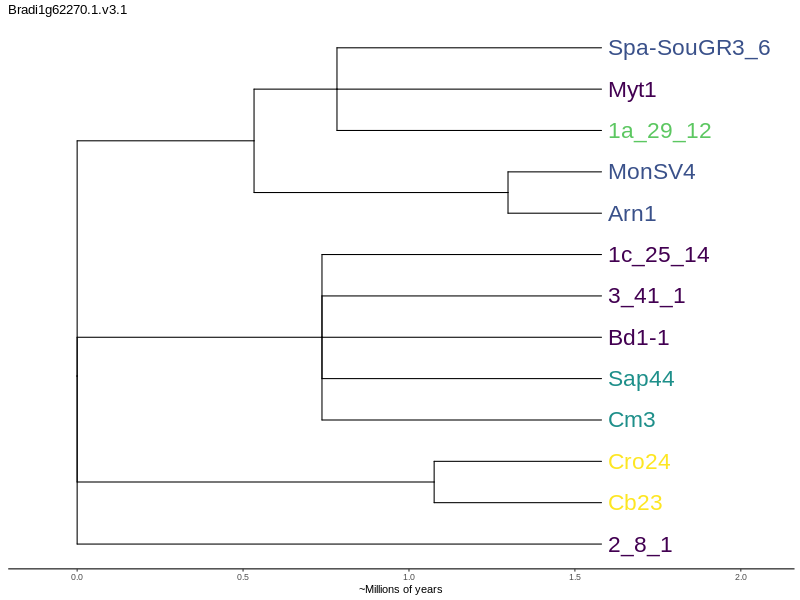 Bradi1g62270.1.v3.1
Spa-SouGR3_6
Myt1
1a_29_12
MonSV4
Arn1
1c_25_14
3_41_1
Bd1-1
Sap44
Cm3
Cro24
Cb23
2_8_1
0.0 0.5 1.0 1.5 2.0
~Millions of years